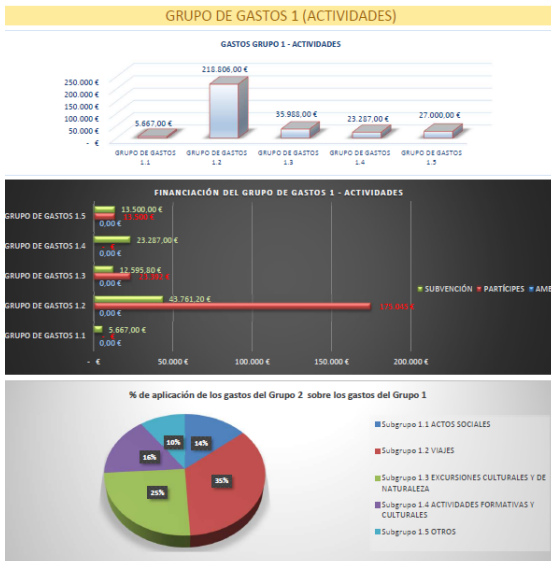 GRUPO DE GASTOS 1 (ACTIVIDADES)
GASTOS GRUPO 1 - ACTIVIDADES
250.000 €
200.000 €
150.000 €
100.000 €
50.000 €
- €
5.667,00 €
218.806,00 €
35.988,00 €
23.287,00 €
27.000,00 €
GRUPO DE GASTOS 1.1
GRUPO DE GASTOS 1.2
GRUPO DE GASTOS 1.3
GRUPO DE GASTOS 1.4
GRUPO DE GASTOS 1.5
FINANCIACIÓN DEL GRUPO DE GASTOS 1 - ACTIVIDADES
GRUPO DE GASTOS 1.5
13.500,00 €
0,00 €
GRUPO DE GASTOS 1.4
23.287,00 €
0,00 €
GRUPO DE GASTOS 1.3
12.595,80 €
0,00 €
GRUPO DE GASTOS 1.2
43.761,20 €
0,00 €
GRUPO DE GASTOS 1.1
5.667,00 €
0,00 €
- €
50.000 €
100.000 €
150.000 €
200.000 €
SUBVENCIÓN
PARTÍCIPES
AME
% de aplicación de los gastos del Grupo 2 sobre los gastos del Grupo 1
14%
35%
25%
16%
10%
Subgrupo 1.1 ACTOS SOCIALES
Subgrupo 1.2 VIAJES
Subgrupo 1.3 EXCURSIONES CULTURALES Y DE
NATURALEZA
Subgrupo 1.4 ACTIVIDADES FORMATIVAS Y
CULTURALES
Subgrupo 1.5 OTROS